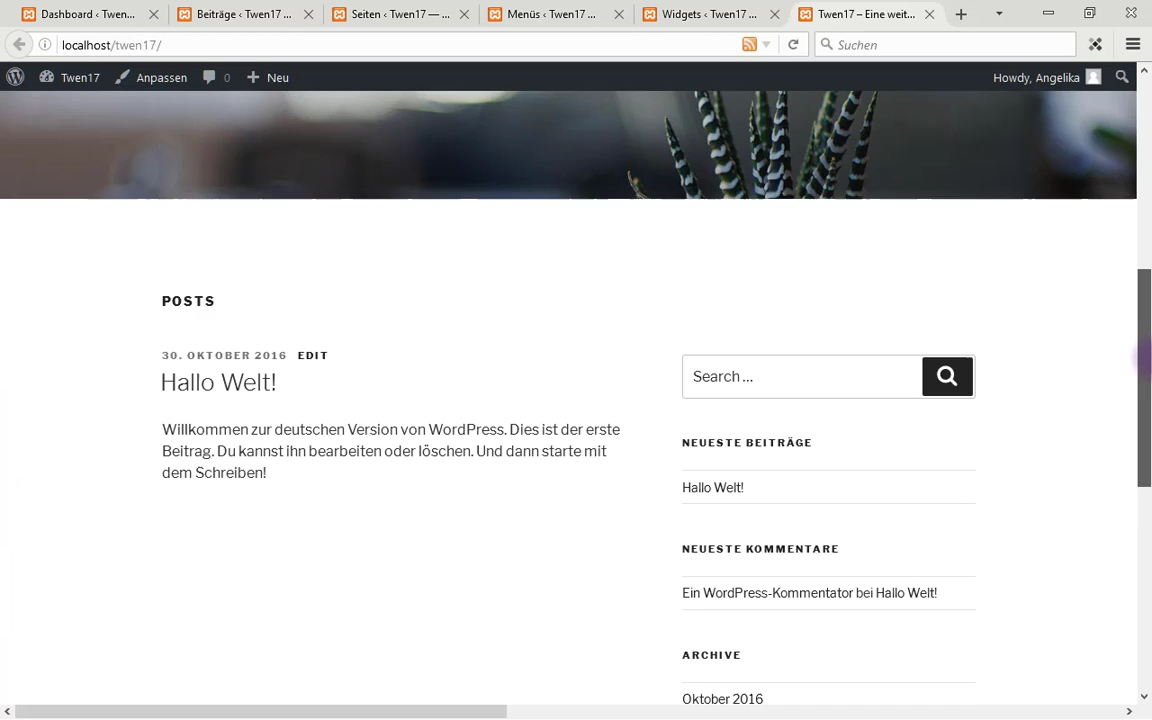 Dashboard ‹ Twen...
Beiträge ‹ Twen17 ...
Seiten ‹ Twen17 — ...
Menüs ‹ Twen17 ...
Widgets ‹ Twen17 ...
Twen17 – Eine weit...
localhost/twen17/
Suchen
Twen17
Anpassen
0
Neu
Howdy, Angelika
POSTS
30. OKTOBER 2016 EDIT
Hallo Welt!
Willkommen zur deutschen Version von WordPress. Dies ist der erste
Beitrag. Du kannst ihn bearbeiten oder löschen. Und dann starte mit
dem Schreiben!
Search …
NEUESTE BEITRÄGE
Hallo Welt!
NEUESTE KOMMENTARE
Ein WordPress-Kommentator bei Hallo Welt!
ARCHIVE
Oktober 2016